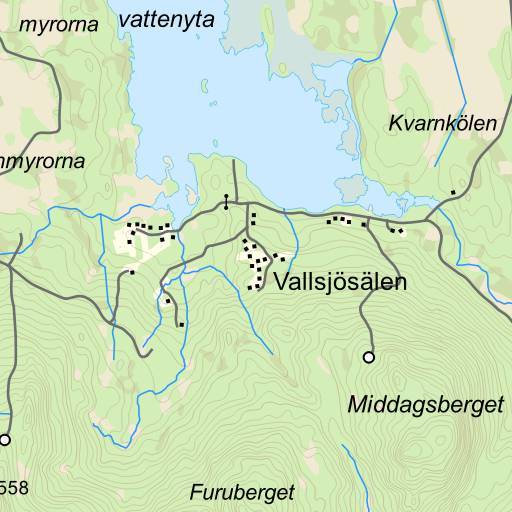 myrorna
vattenyta
Kvarnkölen
myrorna
Vallsjösälen
Middagsberget
558
Furuberget